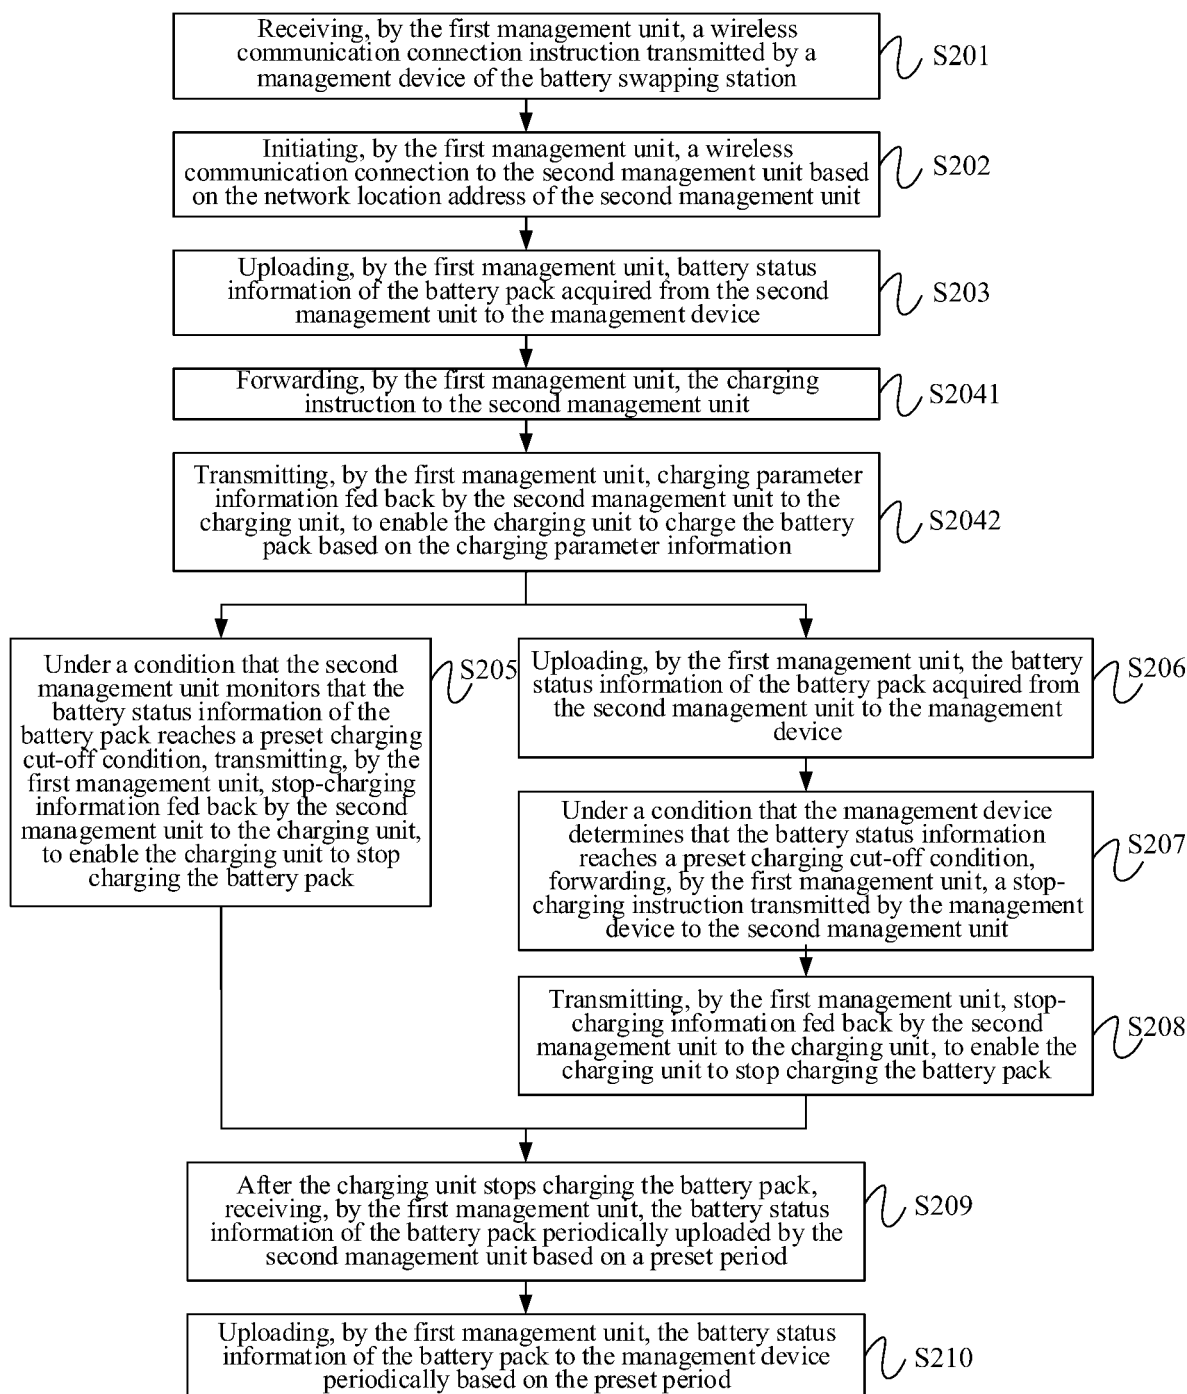 Receiving, by the first management unit, a wireless
communication connection instruction transmitted by a
management device of the battery swapping station
S201
Initiating, by the first management unit, a wireless
communication connection to the second management unit based
on the network location address of the second management unit
S202
Uploading, by the first management unit, battery status
information of the battery pack acquired from the second
management unit to the management device
S203
Forwarding, by the first management unit, the charging
instruction to the second management unit
S2041
Transmitting, by the first management unit, charging parameter
information fed back by the second management unit to the
charging unit, to enable the charging unit to charge the battery
pack based on the charging parameter information
S2042
Under a condition that the second
management unit monitors that the
battery status information of the
battery pack reaches a preset charging
cut-off condition, transmitting, by the
first management unit, stop-charging
information fed back by the second
management unit to the charging unit,
to enable the charging unit to stop
charging the battery pack
S205
Uploading, by the first management unit, the battery
status information of the battery pack acquired from
the second management unit to the management
device
S206
Under a condition that the management device
determines that the battery status information
reaches a preset charging cut-off condition,
forwarding, by the first management unit, a stop-
charging instruction transmitted by the management
device to the second management unit
S207
Transmitting, by the first management unit, stop-
charging information fed back by the second
management unit to the charging unit, to enable the
charging unit to stop charging the battery pack
S208
After the charging unit stops charging the battery pack,
receiving, by the first management unit, the battery status
information of the battery pack periodically uploaded by the
second management unit based on a preset period
S209
Uploading, by the first management unit, the battery status
information of the battery pack to the management device
periodically based on the preset period
S210